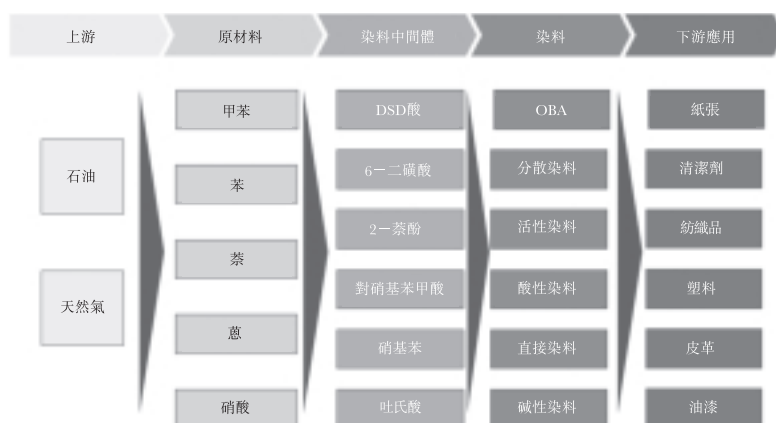 上游
原材料
染料中間體
染料
下游應用
石油
天然氣
甲苯
苯
萘
蒽
硝酸
DSD酸
6－二磺酸
2－萘酚
對硝基苯甲酸
硝基苯
吐氏酸
OBA
分散染料
活性染料
酸性染料
直接染料
碱性染料
紙張
清潔劑
紡織品
塑料
皮革
油漆